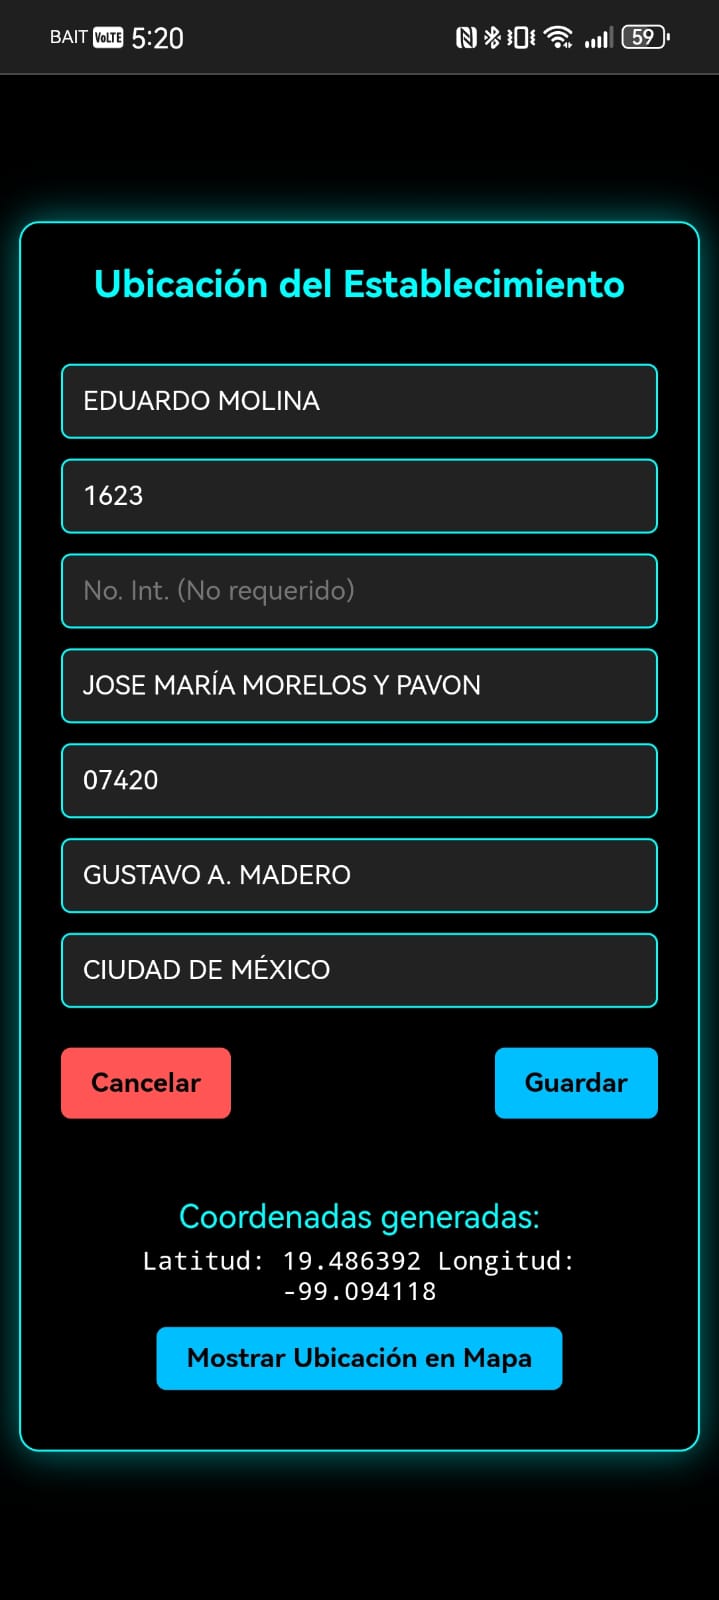 BAIT VoLTE 5:20 59
Ubicación del Establecimiento
EDUARDO MOLINA
1623
No. Int. (No requerido)
JOSE MARÍA MORELOS Y PAVON
07420
GUSTAVO A. MADERO
CIUDAD DE MÉXICO
Cancelar Guardar
Coordenadas generadas:
Latitud: 19.486392 Longitud:
-99.094118
Mostrar Ubicación en Mapa